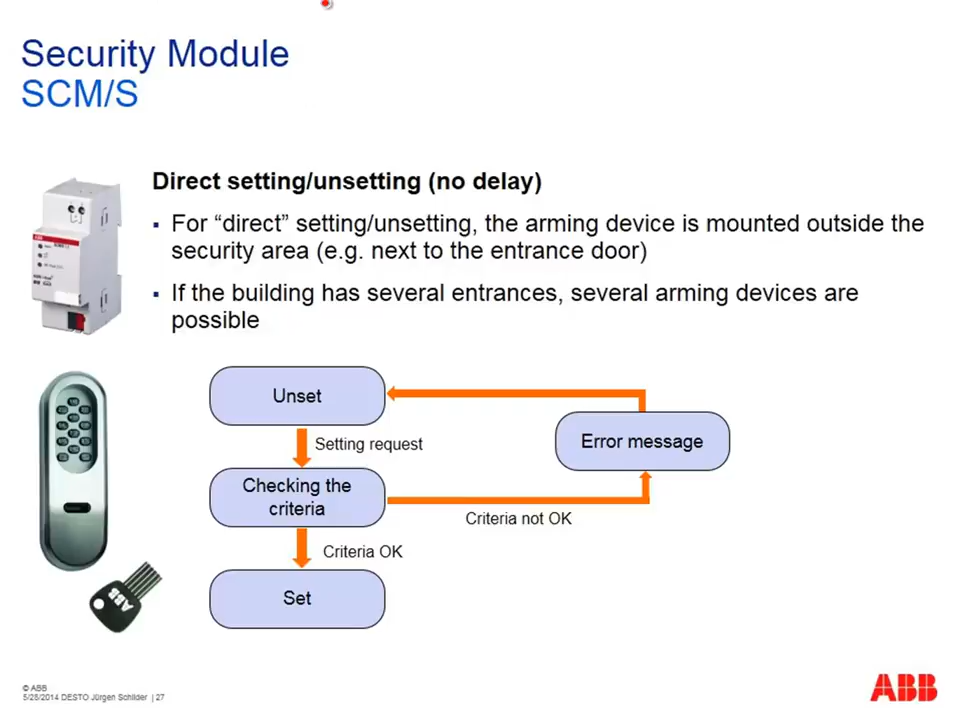 Security Module
SCM/S
Direct setting/unsetting (no delay)
▪ For “direct” setting/unsetting, the arming device is mounted outside the
security area (e.g. next to the entrance door)
▪ If the building has several entrances, several arming devices are
possible
Unset
Setting request
Error message
Checking the
criteria
Criteria not OK
Criteria OK
Set
ABB
© ABB
5/28/2014 DESTO Jürgen Schilder | 27
ABB